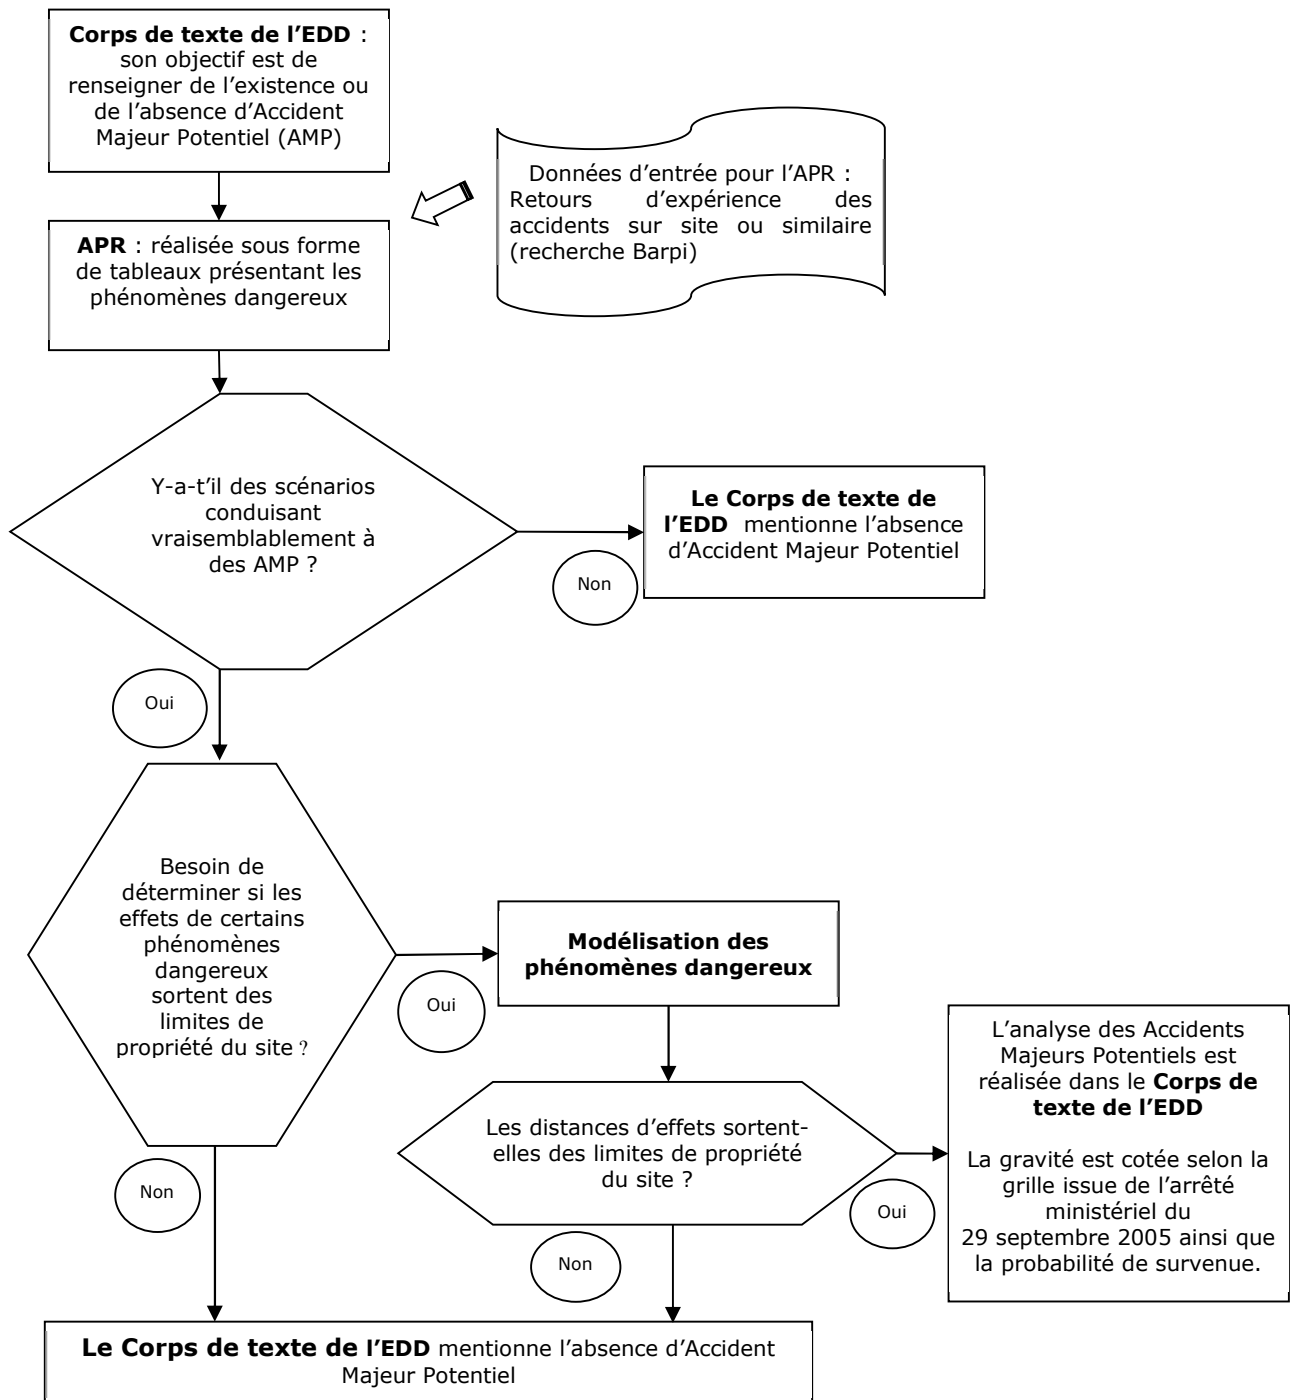 Corps de texte de l'EDD :
son objectif est de
renseigner de l'existence ou
de l'absence d'Accident
Majeur Potentiel (AMP)
Données d'entrée pour l'APR :
Retours d'expérience des
accidents sur site ou similaire
(recherche Barpi)
APR : réalisée sous forme
de tableaux présentant les
phénomènes dangereux
Y-a-t'il des scénarios
conduisant
vraisemblablement à
des AMP ?
Le Corps de texte de
l'EDD mentionne l'absence
d'Accident Majeur Potentiel
Non
Oui
Besoin de
déterminer si les
effets de certains
phénomènes
dangereux
sortent des
limites de
propriété du site ?
Modélisation des
phénomènes dangereux
Oui
L'analyse des Accidents
Majeurs Potentiels est
réalisée dans le Corps de
texte de l'EDD
La gravité est cotée selon la
grille issue de l'arrêté
ministériel du
29 septembre 2005 ainsi que
la probabilité de survenue.
Les distances d'effets sortent-
elles des limites de propriété
du site ?
Non
Oui
Non
Le Corps de texte de l'EDD mentionne l'absence d'Accident
Majeur Potentiel